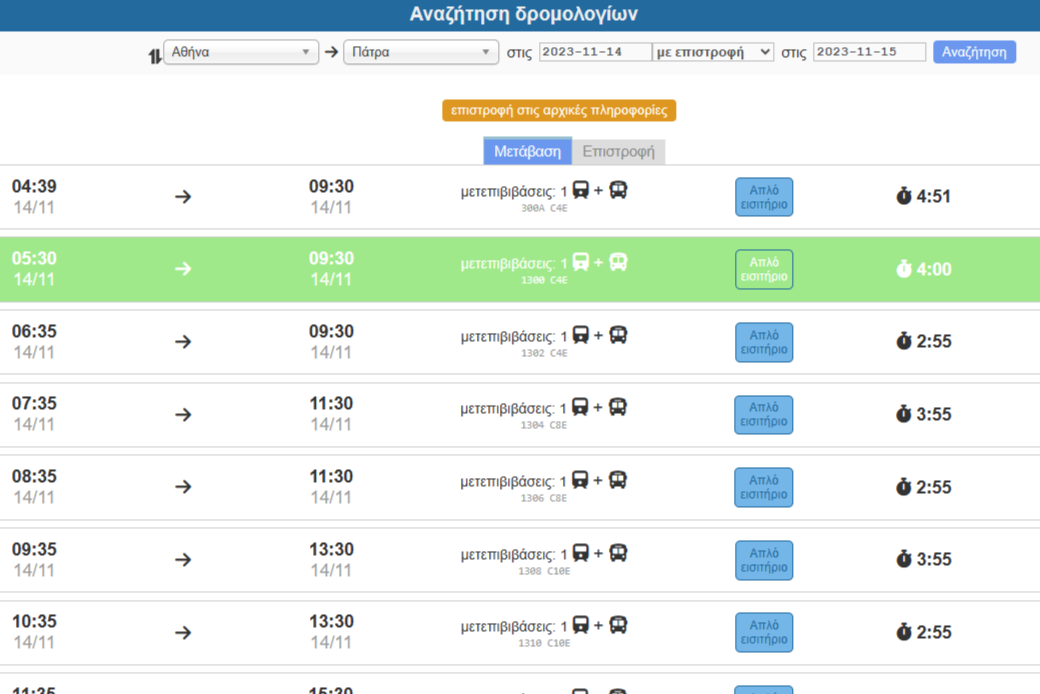 Αναζήτηση δρομολογίων
Αθήνα → Πάτρα στις 2023-11-14 με επιστροφή στις 2023-11-15 Αναζήτηση
επιστροφή στις αρχικές πληροφορίες
Μετάβαση Επιστροφή
04:39 → 09:30 μετεπιβιβάσεις: 1 + Απλό 4:51
14/11 14/11 300A C4E εισιτήριο
05:30 → 09:30 μετεπιβιβάσεις: 1 + Απλό 4:00
14/11 14/11 1300 C4E εισιτήριο
06:35 → 09:30 μετεπιβιβάσεις: 1 + Απλό 2:55
14/11 14/11 1302 C4E εισιτήριο
07:35 → 11:30 μετεπιβιβάσεις: 1 + Απλό 3:55
14/11 14/11 1304 C8E εισιτήριο
08:35 → 11:30 μετεπιβιβάσεις: 1 + Απλό 2:55
14/11 14/11 1306 C8E εισιτήριο
09:35 → 13:30 μετεπιβιβάσεις: 1 + Απλό 3:55
14/11 14/11 1308 C10E εισιτήριο
10:35 → 13:30 μετεπιβιβάσεις: 1 + Απλό 2:55
14/11 14/11 1310 C10E εισιτήριο
11:35 15:30